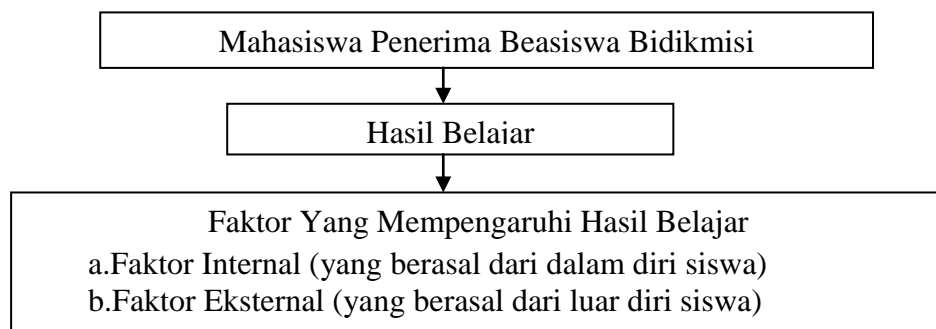 Mahasiswa Penerima Beasiswa Bidikmisi
Hasil Belajar
Faktor Yang Mempengaruhi Hasil Belajar
a.Faktor Internal (yang berasal dari dalam diri siswa)
b.Faktor Eksternal (yang berasal dari luar diri siswa)